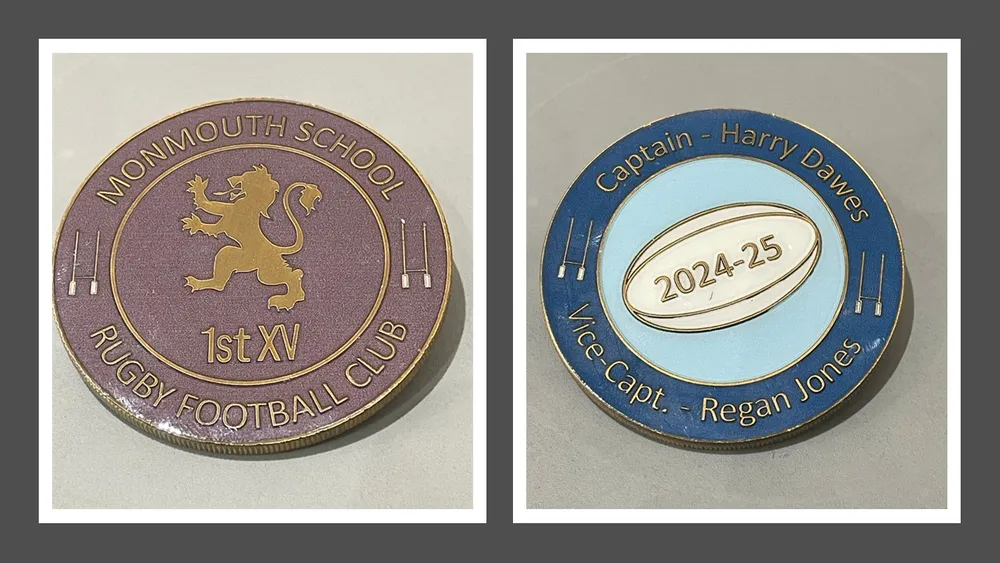 MONMOUTH SCHOOL
1st XV
RUGBY FOOTBALL CLUB
Captain - Harry Dawes
2024-25
Vice-Capt. - Regan Jones